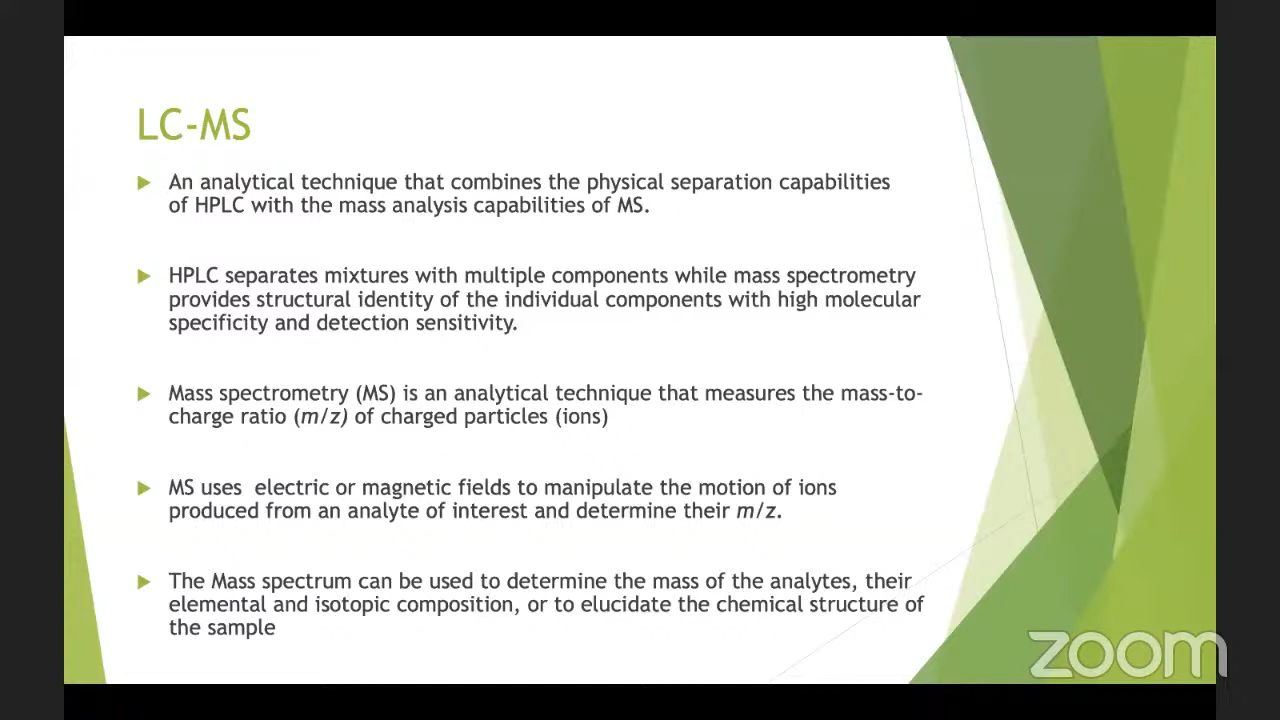 LC-MS
An analytical technique that combines the physical separation capabilities
of HPLC with the mass analysis capabilities of MS.
HPLC separates mixtures with multiple components while mass spectrometry
provides structural identity of the individual components with high molecular
specificity and detection sensitivity.
Mass spectrometry (MS) is an analytical technique that measures the mass-to-
charge ratio (m/z) of charged particles (ions)
MS uses  electric or magnetic fields to manipulate the motion of ions
produced from an analyte of interest and determine their m/z.
The Mass spectrum can be used to determine the mass of the analytes, their
elemental and isotopic composition, or to elucidate the chemical structure of
the sample
zoom